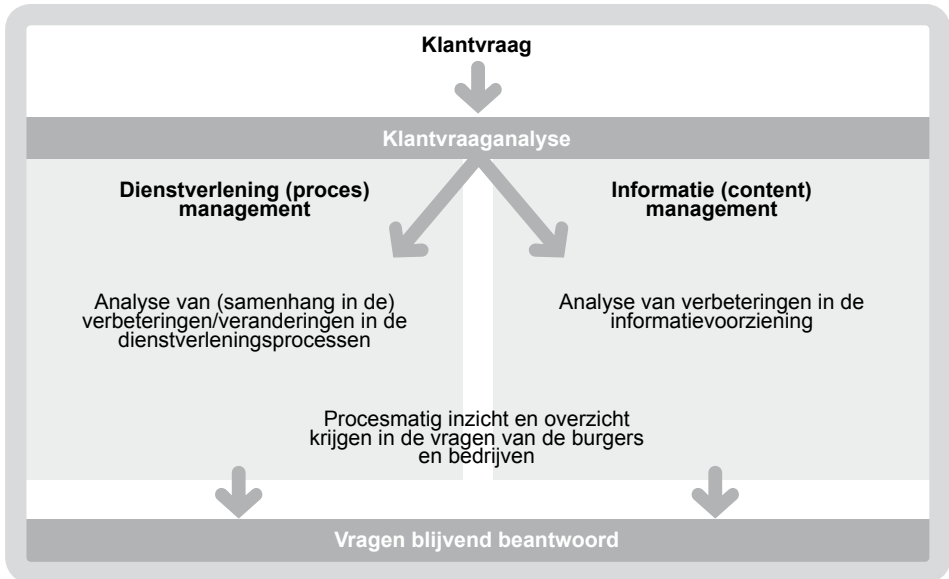 Klantvraag
Klantvraaganalyse
Dienstverlening (proces)
management
Informatie (content)
management
Analyse van (samenhang in de)
verbeteringen/veranderingen in de
dienstverleningsprocessen
Analyse van verbeteringen in de
informatievoorziening
Procesmatig inzicht en overzicht
krijgen in de vragen van de burgers
en bedrijven
Vragen blijvend beantwoord